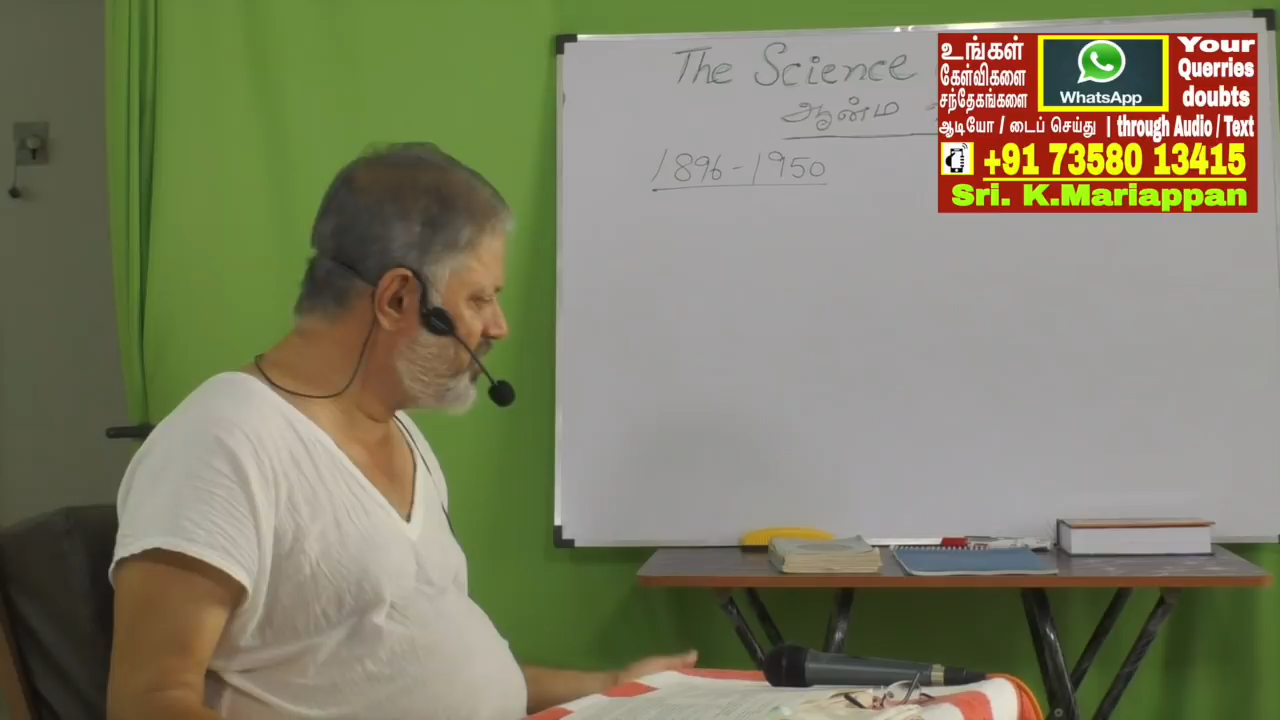 The Science
ஆன்ம
1896-1950
உங்கள்
கேள்விகளை
சந்தேகங்களை
WhatsApp
Your
Querries
doubts
ஆடியோ / டைப் செய்து | through Audio / Text
+91 73580 13415
Sri. K.Mariappan